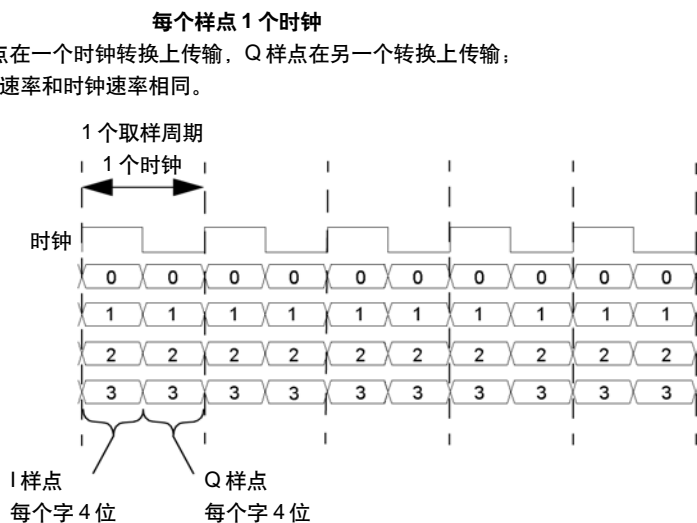 每个样点 1 个时钟
点在一个时钟转换上传输，Q 样点在另一个转换上传输；
速率和时钟速率相同。
1 个取样周期
1 个时钟
时钟
0 0 0 0 0 0 0 0 0 0
1 1 1 1 1 1 1 1 1 1
2 2 2 2 2 2 2 2 2 2
3 3 3 3 3 3 3 3 3 3
I 样点 Q 样点
每个字 4 位 每个字 4 位